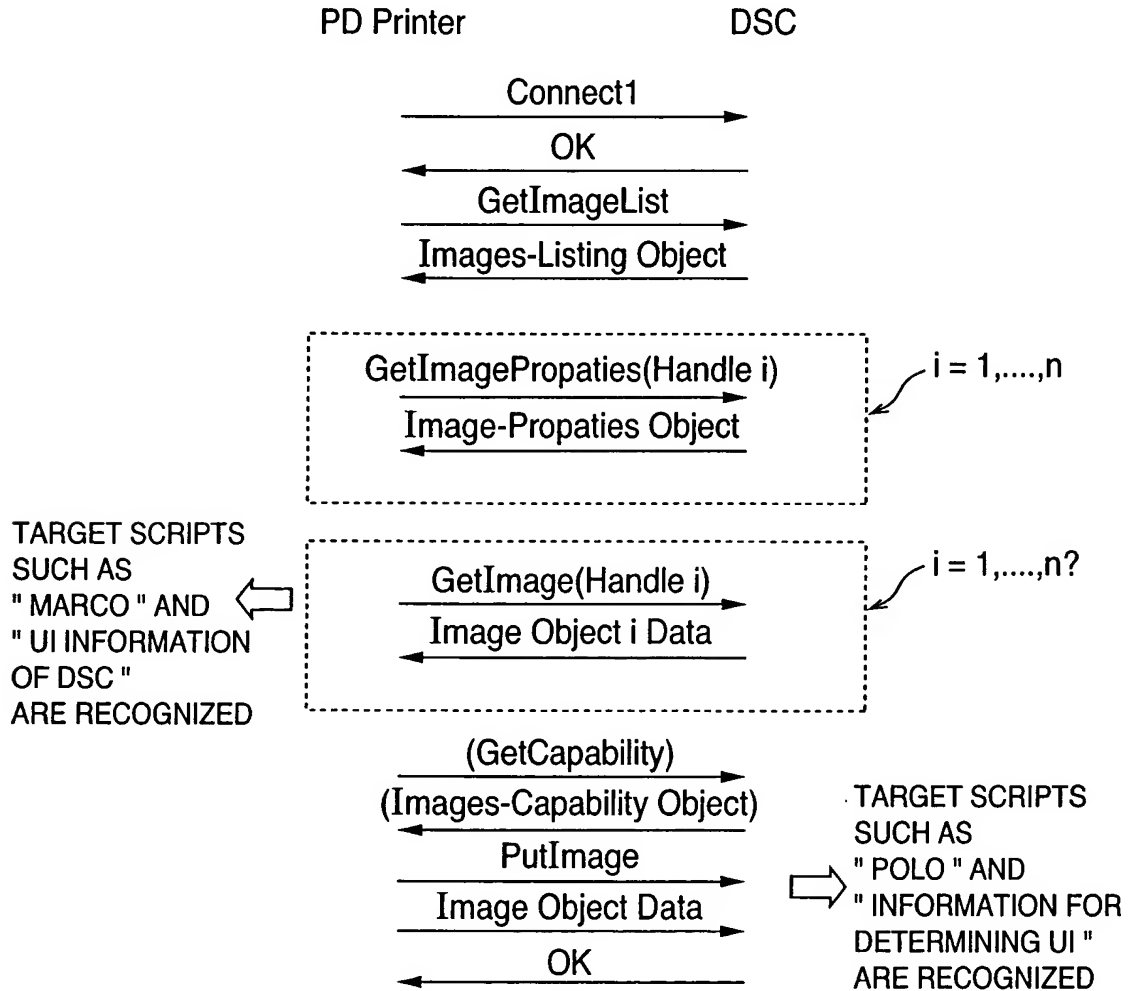 PD Printer
DSC
Connect1
OK
GetImageList
Images-Listing Object
GetImagePropaties(Handle i)
Image-Propaties Object
i = 1,....,n
TARGET SCRIPTS
SUCH AS
" MARCO " AND
" UI INFORMATION
OF DSC "
ARE RECOGNIZED
GetImage(Handle i)
Image Object i Data
i = 1,....,n?
(GetCapability)
(Images-Capability Object)
PutImage
Image Object Data
OK
TARGET SCRIPTS
SUCH AS
" POLO " AND
" INFORMATION FOR
DETERMINING UI "
ARE RECOGNIZED